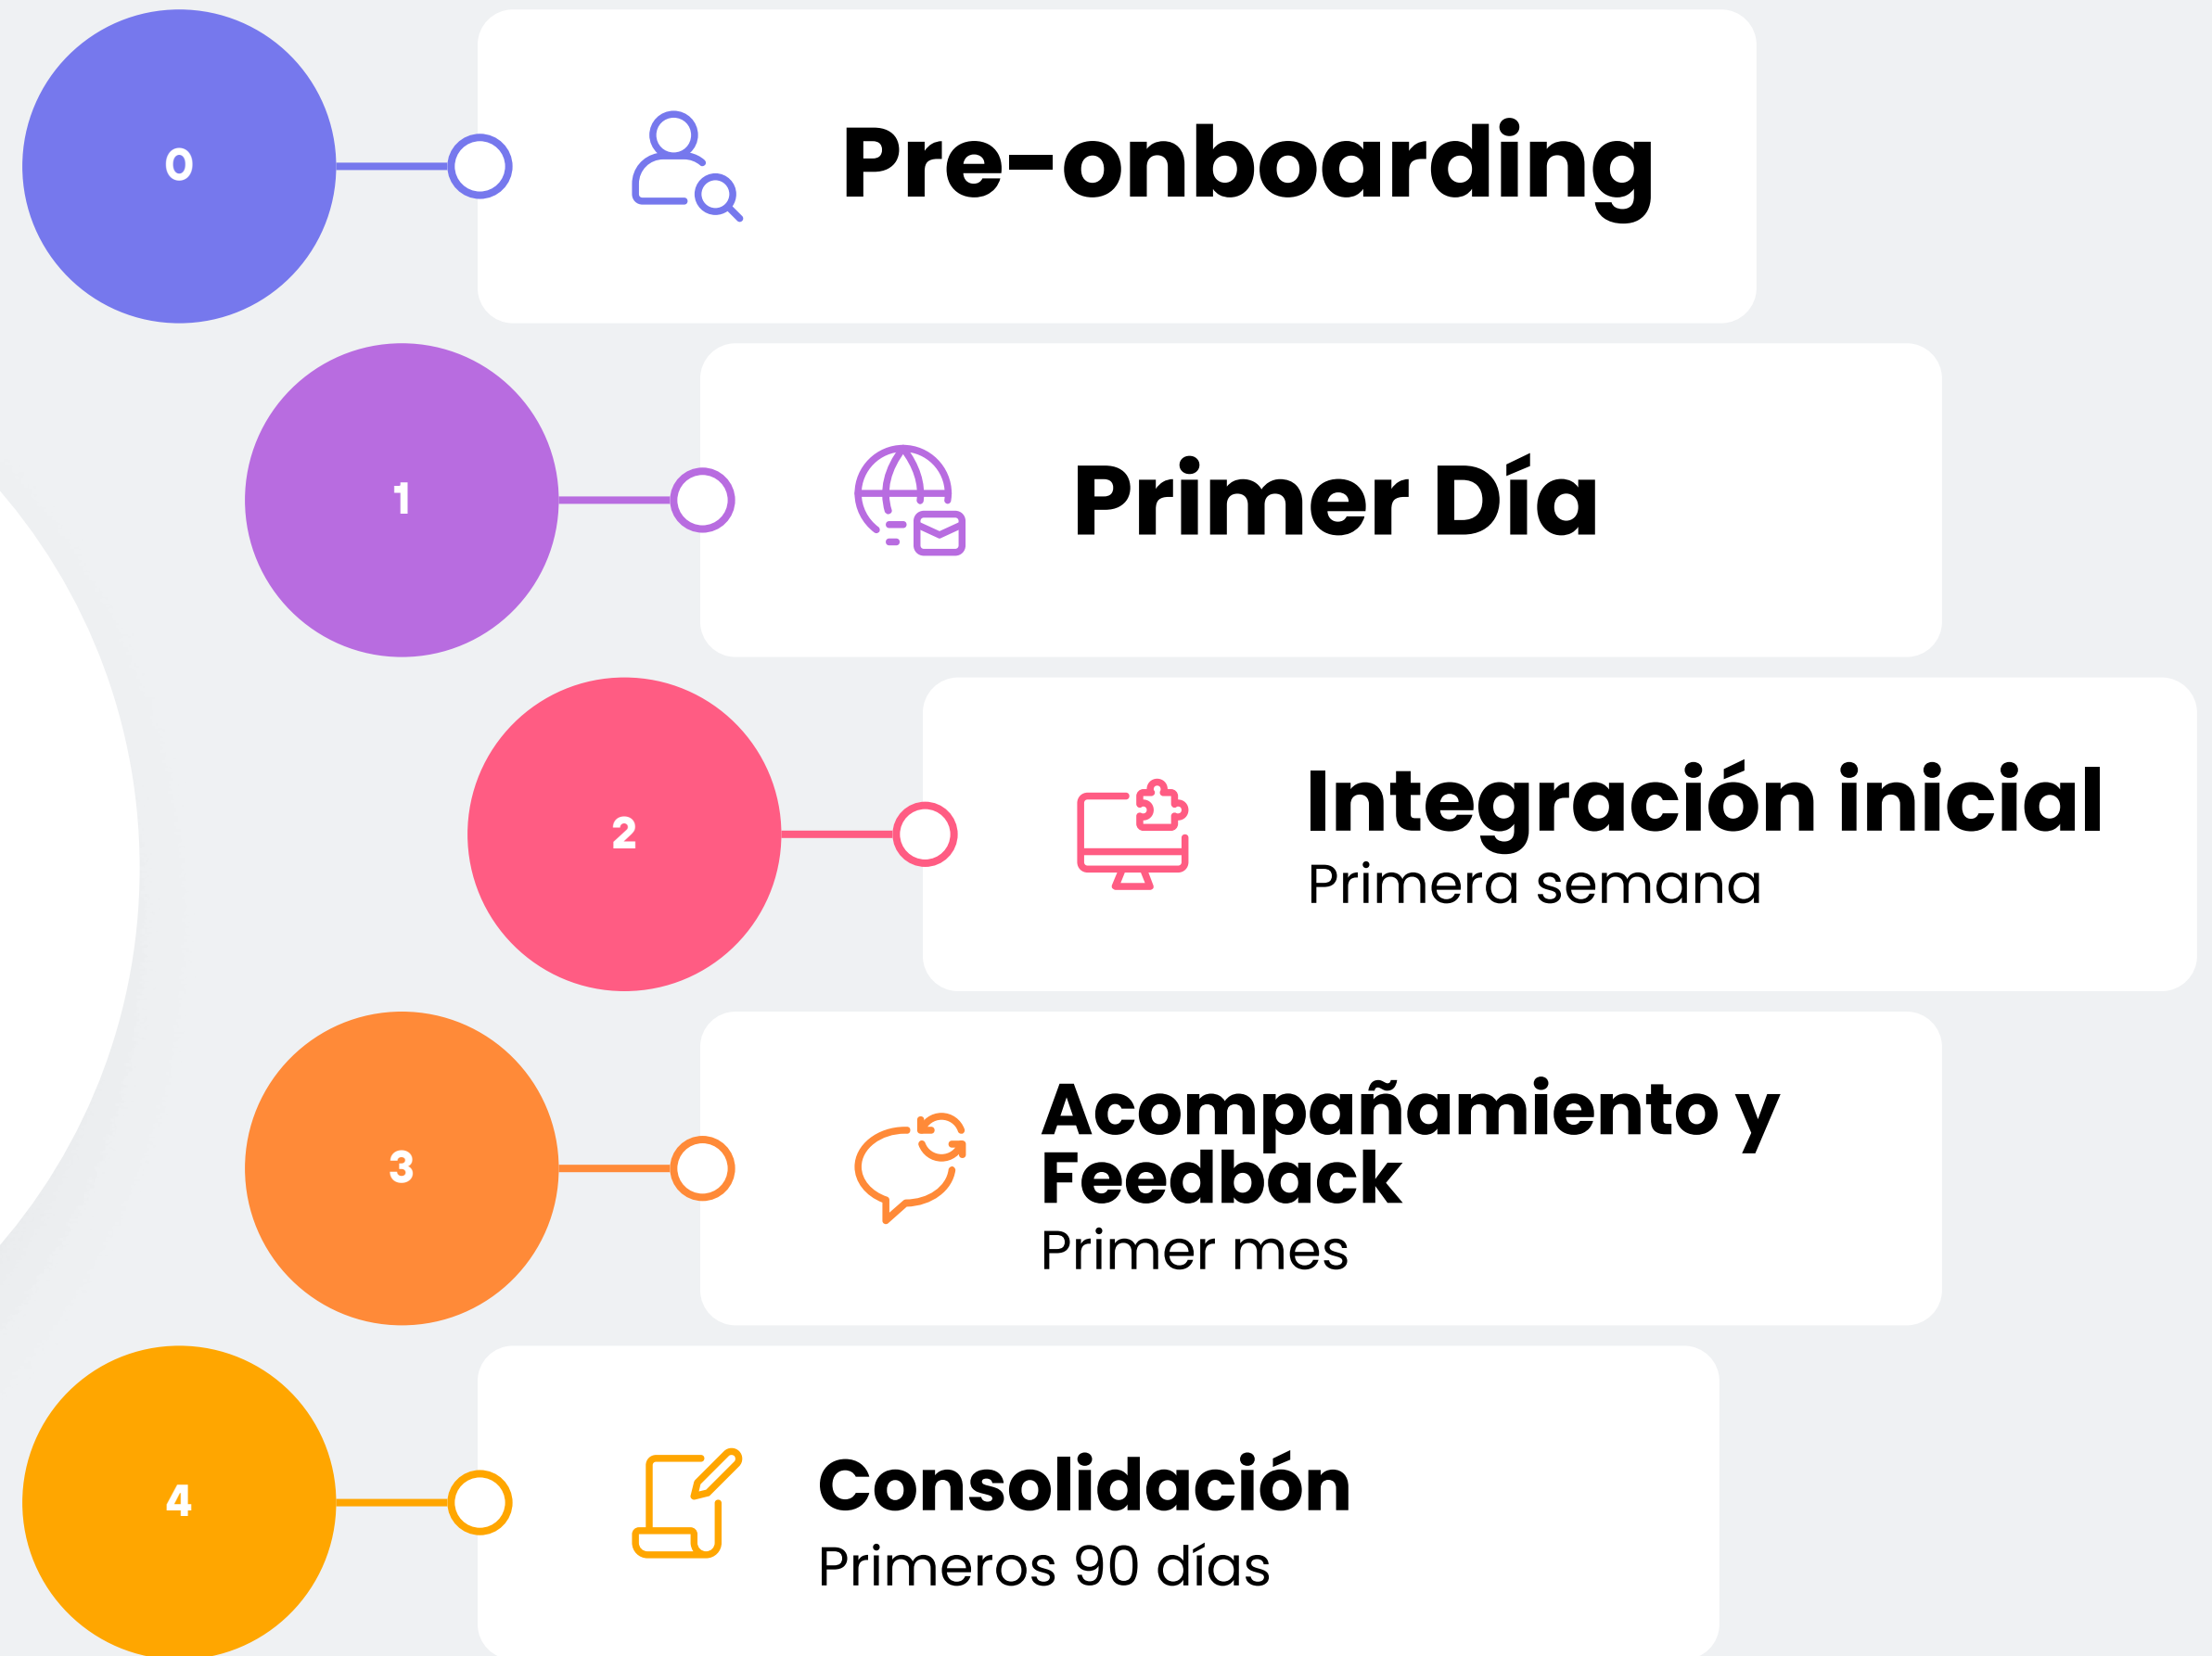 0
Pre-onboarding
1
Primer Día
2
Integración inicial
Primera semana
3
Acompañamiento y
Feedback
Primer mes
4
Consolidación
Primeros 90 días